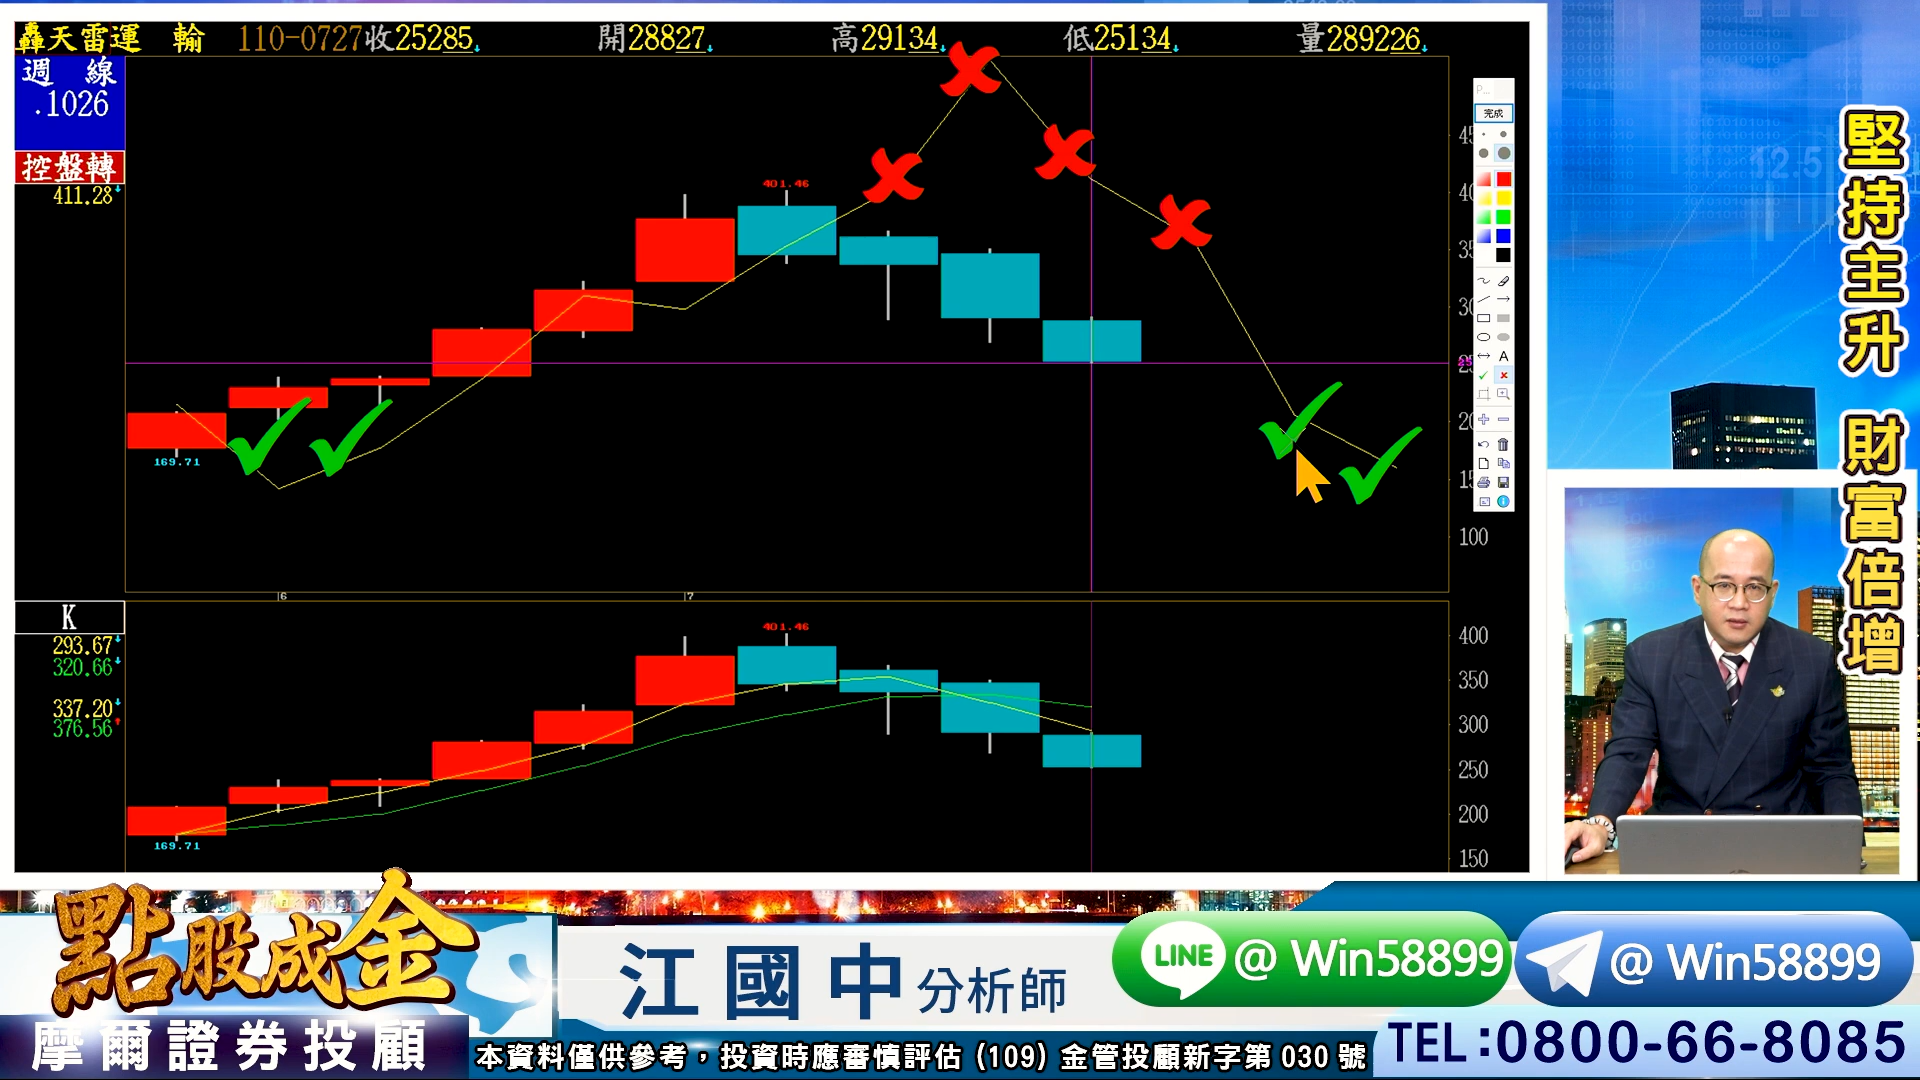 轟天雷運 輸 110-0727收25285 開28827 高29134 低25134 量289226
週 線
.1026
控盤轉
411.28
401.46
169.71
100
6
7
K
293.67
320.66
337.20
376.56
401.46
169.71
400
350
300
250
200
150
完成
A
堅持主升 財富倍增
點股成金
摩爾證券投顧
江國中 分析師
LINE @ Win58899
@ Win58899
TEL:0800-66-8085
本資料僅供參考,投資時應審慎評估 (109) 金管投顧新字第 030 號